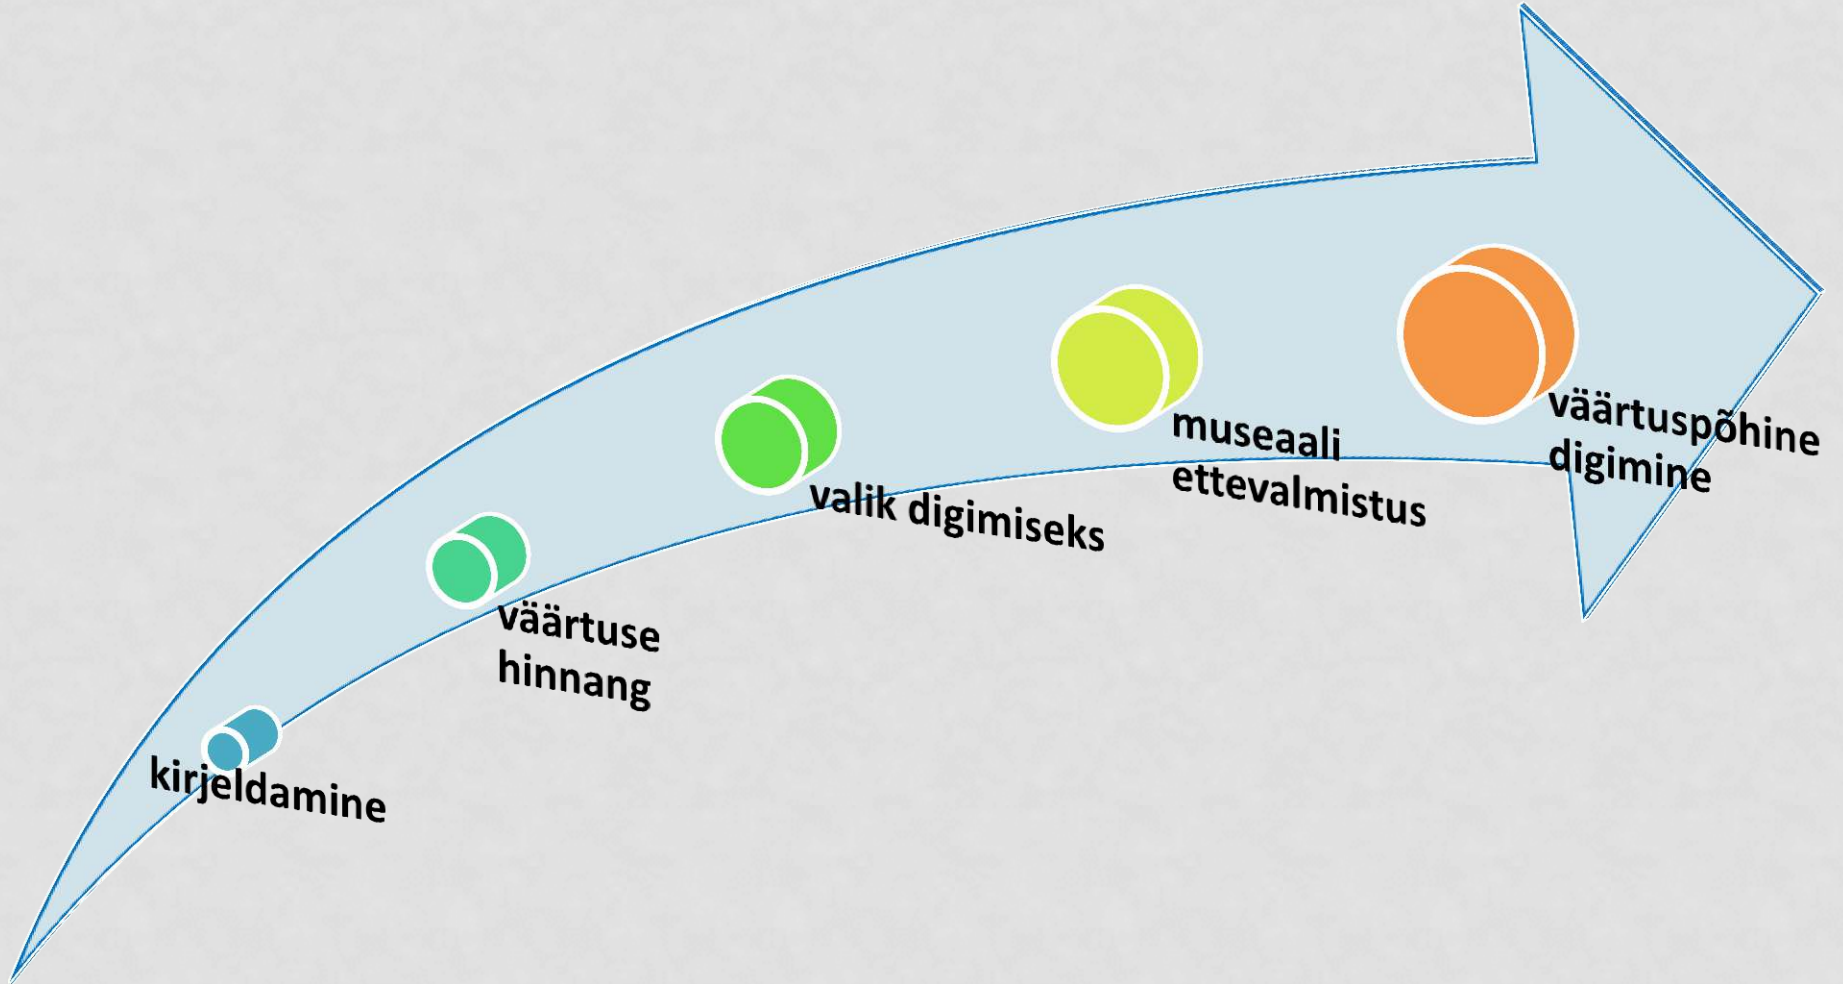 kirjeldamine
väärtuse
hinnang
valik digimiseks
museaali
ettevalmistus
väärtuspõhine
digimine